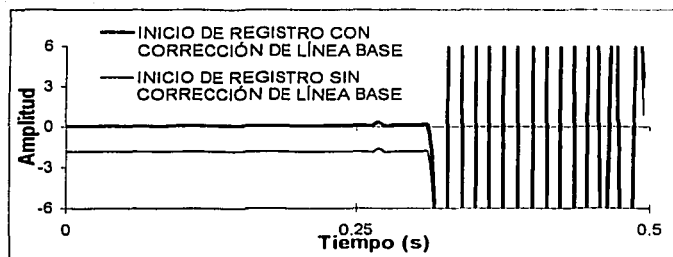 INICIO DE REGISTRO CON
CORRECCIÓN DE LÍNEA BASE
INICIO DE REGISTRO SIN
CORRECCIÓN DE LÍNEA BASE
Amplitud
6
3
0
-3
-6
0
0.25
0.5
Tiempo (s)